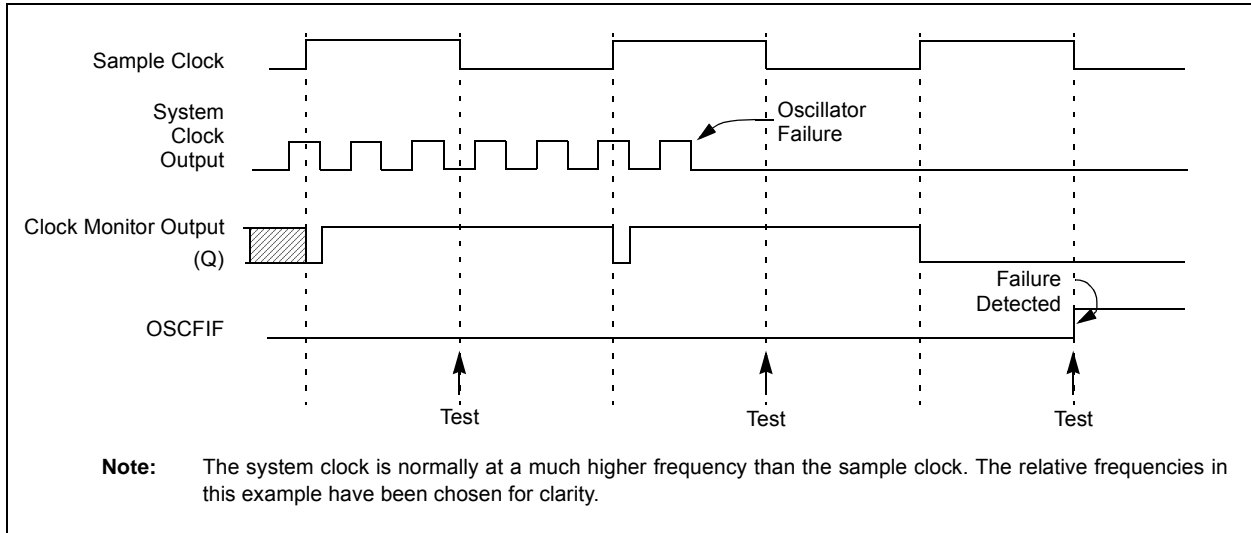 Sample Clock
System
Clock
Output
Oscillator
Failure
Clock Monitor Output
(Q)
Failure
Detected
OSCFIF
Test
Test
Test
Note: The system clock is normally at a much higher frequency than the sample clock. The relative frequencies in
this example have been chosen for clarity.